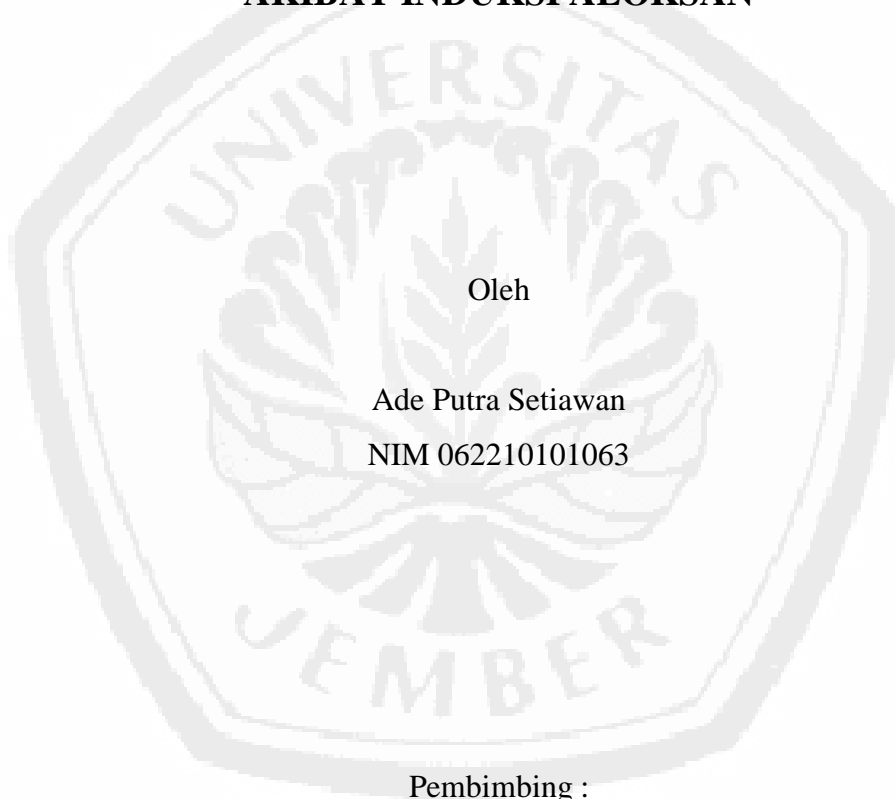 AKIBAT INDUKSI ALOKSAN
UNIVERSITAS
Oleh
Ade Putra Setiawan
NIM 062210101063
JEMBER
Pembimbing :